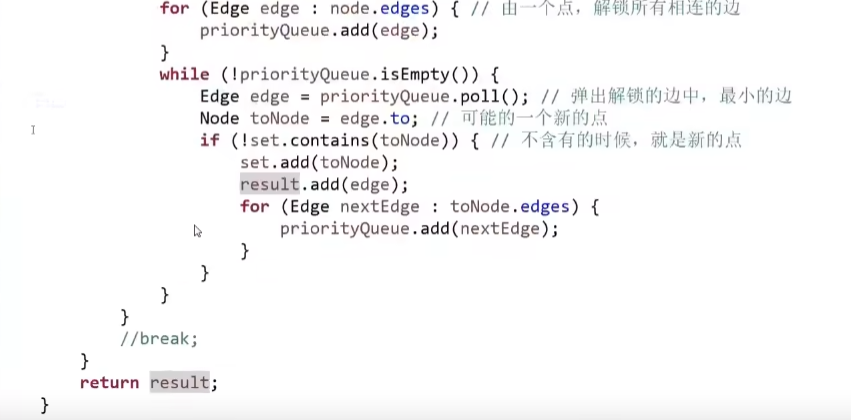 for (Edge edge : node.edges) { // 由一个点，解锁所有相连的边
priorityQueue.add(edge);
}
while (!priorityQueue.isEmpty()) {
Edge edge = priorityQueue.poll(); // 弹出解锁的边中，最小的边
Node toNode = edge.to; // 可能的一个新的点
if (!set.contains(toNode)) { // 不含有的时候，就是新的点
set.add(toNode);
result.add(edge);
for (Edge nextEdge : toNode.edges) {
priorityQueue.add(nextEdge);
}
}
}
}
//break;
}
return result;
}